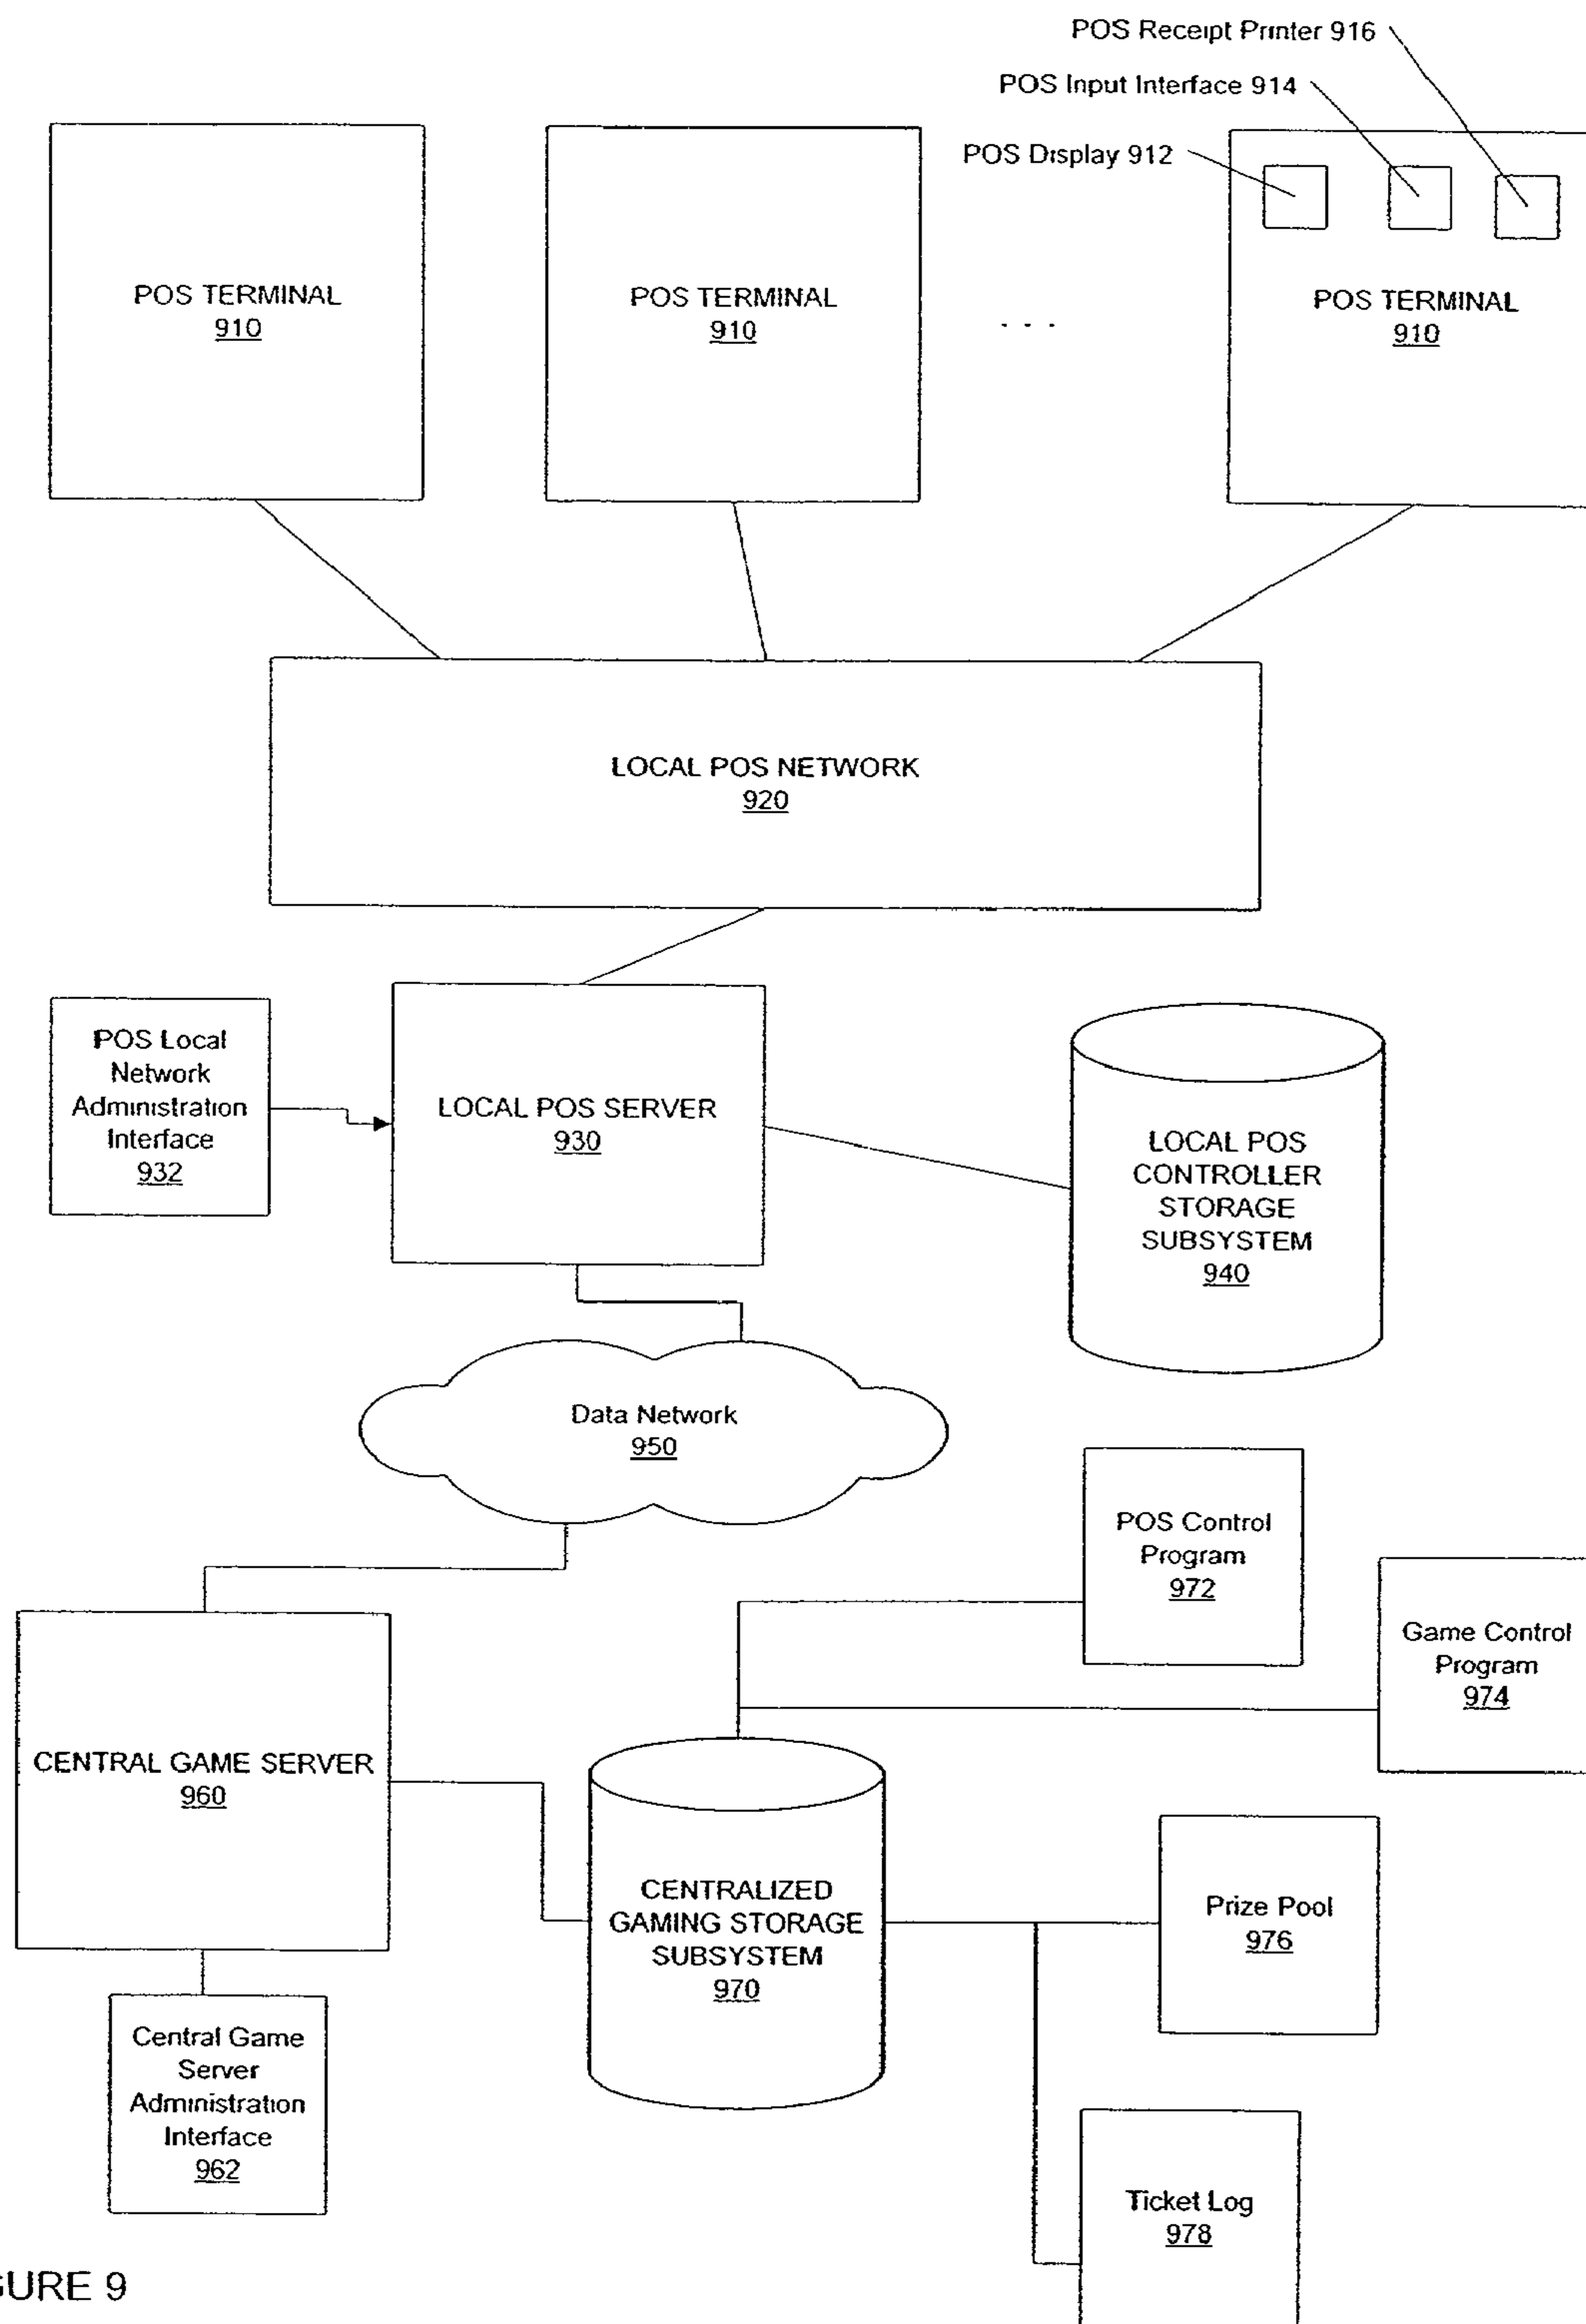 POS Receipt Printer 916
POS Input Interface 914
POS Display 912
POS TERMINAL
910
POS TERMINAL
910
. . .
POS TERMINAL
910
LOCAL POS NETWORK
920
POS Local
Network
Administration
Interface
932
LOCAL POS SERVER
930
LOCAL POS
CONTROLLER
STORAGE
SUBSYSTEM
940
Data Network
950
POS Control
Program
972
Game Control
Program
974
CENTRAL GAME SERVER
960
CENTRALIZED
GAMING STORAGE
SUBSYSTEM
970
Prize Pool
976
Central Game
Server
Administration
Interface
962
Ticket Log
978
GURE 9